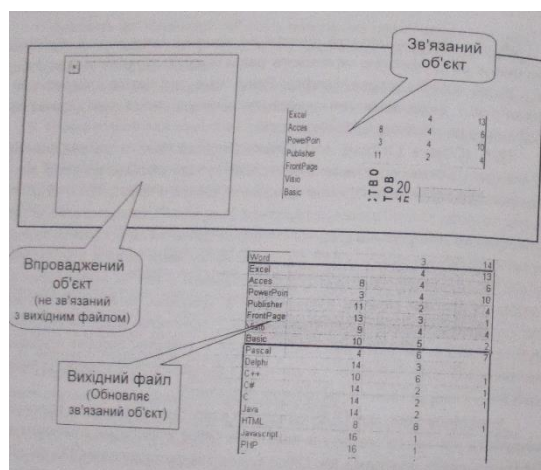 Зв'язаний
об'єкт
Excel 4 13
Acces 8 4 6
PowerPoin 3 4 10
Publisher 11 2 4
FrontPage
Visio
Basic
20
Впроваджений
об'єкт
(не зв'язаний
з вихідним файлом)
Word 3 14
Excel 4 13
Acces 8 4 6
PowerPoin 3 4 10
Publisher 11 2 4
FrontPage 13 3 1
Visio 9 4 4
Basic 10 5 2
Pascal 4 6
Delphi 14 3
C++ 10 6 1
C# 14 2 1
C 14 2 1
Java 14 2
HTML 8 8 1
Javascript 16 1
PHP 16 1
Вихідний файл
(Обновляє
зв'язаний об'єкт)